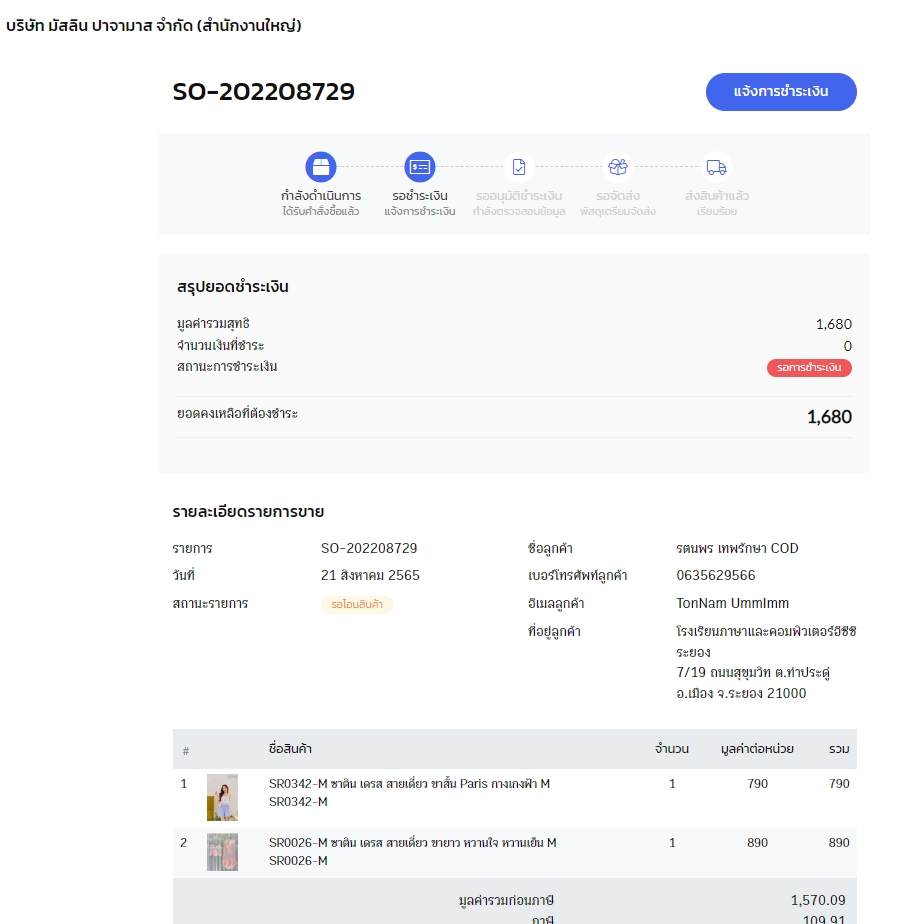 บริษัท มัสลิน ปาจามาส จำกัด (สำนักงานใหญ่)
SO-202208729
แจ้งการชำระเงิน
กำลังดำเนินการ รอชำระเงิน รออนุมัติชำระเงิน รอจัดส่ง ส่งสินค้าแล้ว
ได้รับคำสั่งซื้อแล้ว แจ้งการชำระเงิน กำลังตรวจสอบข้อมูล พัสดุเตรียมจัดส่ง เรียบร้อย
สรุปยอดชำระเงิน
มูลค่ารวมสุทธิ 1,680
จำนวนเงินที่ชำระ 0
สถานะการชำระเงิน รอการชำระเงิน
ยอดคงเหลือที่ต้องชำระ 1,680
รายละเอียดรายการขาย
รายการ SO-202208729 ชื่อลูกค้า รตนพร เทพรักษา COD
วันที่ 21 สิงหาคม 2565 เบอร์โทรศัพท์ลูกค้า 0635629566
สถานะรายการ รอโอนสินค้า อีเมลลูกค้า TonNam UmmImm
ที่อยู่ลูกค้า โรงเรียนภาษาและคอมพิวเตอร์อีซีซี
ระยอง
7/19 ถนนสุขุมวิท ต.ท่าประดู่
อ.เมือง จ.ระยอง 21000
# ชื่อสินค้า จำนวน มูลค่าต่อหน่วย รวม
1 SR0342-M ซาติน เดรส สายเดี่ยว ขาสั้น Paris กางเกงฟ้า M 1 790 790
SR0342-M
2 SR0026-M ซาติน เดรส สายเดี่ยว ขายาว หวานใจ หวานเย็น M 1 890 890
SR0026-M
มูลค่ารวมก่อนภาษี 1,570.09
ภาษี 109.91